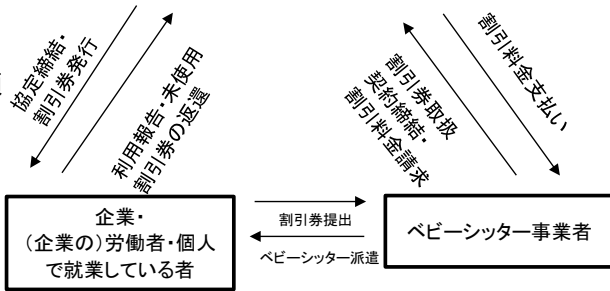 協定締結・
割引券発行
利用報告・未使用
割引券の返還
割引券取扱
契約締結・
割引料金請求
割引料金支払い
企業・
(企業の)労働者・個人
で就業している者
割引券提出
ベビーシッター派遣
ベビーシッター事業者